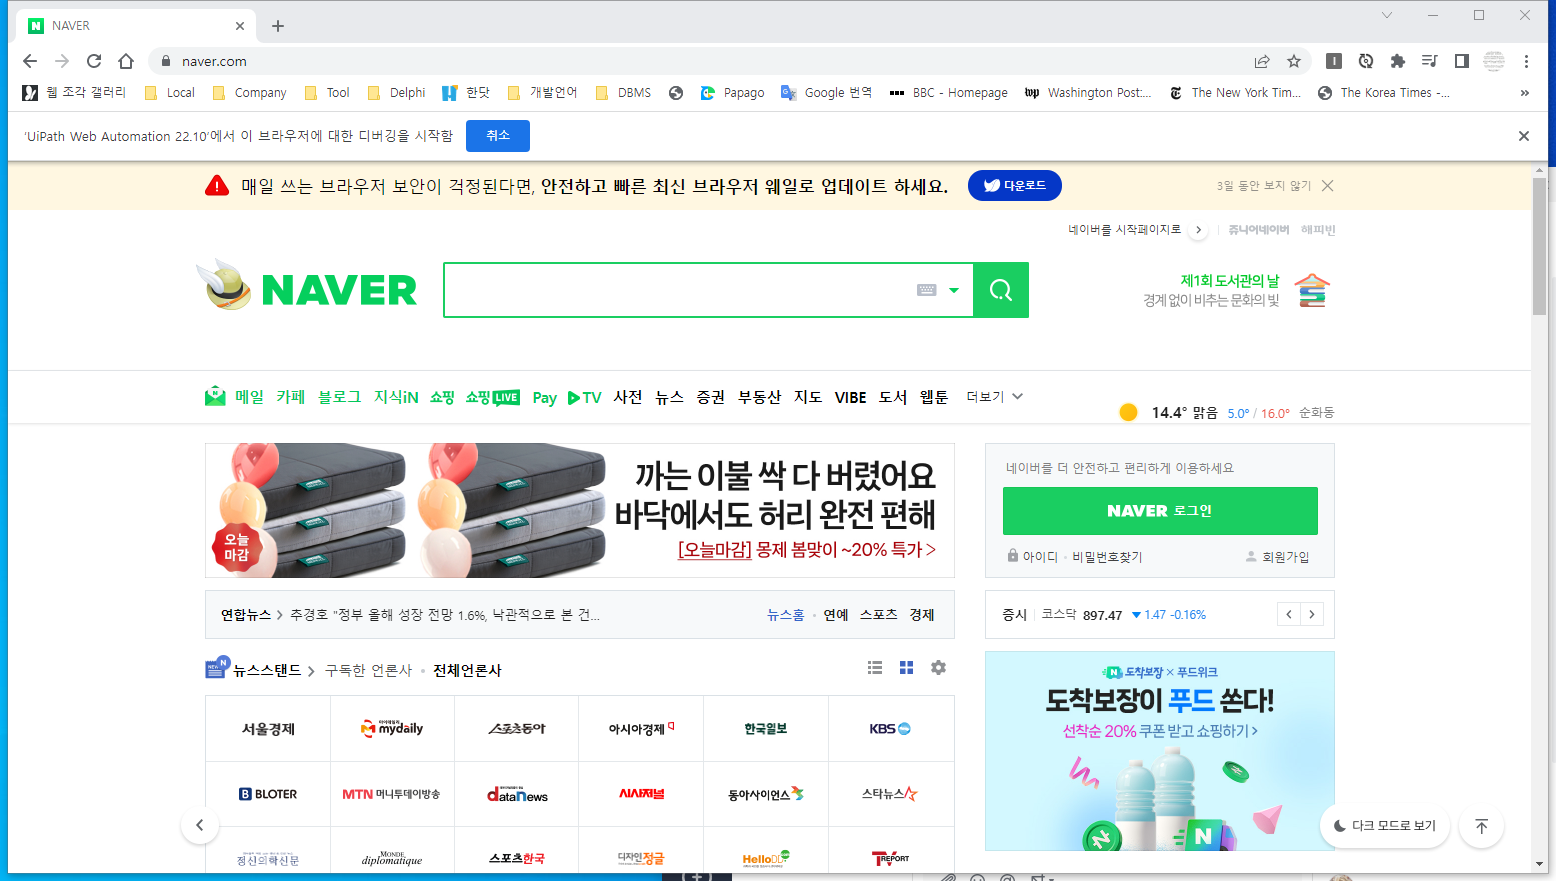 NAVER
naver.com
웹 조각 갤러리 Local Company Tool Delphi 한닷 개발언어 DBMS Papago Google 번역 BBC - Homepage Washington Post:... The New York Tim... The Korea Times -... »
'UiPath Web Automation 22.10'에서 이 브라우저에 대한 디버깅을 시작함 취소
매일 쓰는 브라우저 보안이 걱정된다면, 안전하고 빠른 최신 브라우저 웨일로 업데이트 하세요. 다운로드 3일 동안 보지 않기
네이버를 시작페이지로 쥬니어네이버 해피빈
NAVER
제1회 도서관의 날
경계 없이 비추는 문화의 빛
메일 카페 블로그 지식iN 쇼핑 쇼핑LIVE Pay TV 사전 뉴스 증권 부동산 지도 VIBE 도서 웹툰 더보기
14.4° 맑음 5.0° / 16.0° 순화동
까는 이불 싹 다 버렸어요
바닥에서도 허리 완전 편해
[오늘마감] 몽제 봄맞이 ~20% 특가 >
오늘
마감
네이버를 더 안전하고 편리하게 이용하세요
NAVER 로그인
아이디 · 비밀번호찾기 회원가입
연합뉴스 > 추경호 "정부 올해 성장 전망 1.6%, 낙관적으로 본 건... 뉴스홈 · 연예 스포츠 경제
증시 코스닥 897.47 ▼ 1.47 -0.16%
뉴스스탠드 > 구독한 언론사 · 전체언론사
서울경제 마이데일리 mydaily 스포츠동아 아시아경제 한국일보 KBS
BLOTER MTN 머니투데이방송 dataNews 시사저널 동아사이언스 스타뉴스
정신의학신문 LE MONDE diplomatique 스포츠한국 디자인정글 HelloDD T REPORT
도착보장 × 푸드위크
도착보장이 푸드 쏜다!
선착순 20% 쿠폰 받고 쇼핑하기 >
N
N
다크 모드로 보기